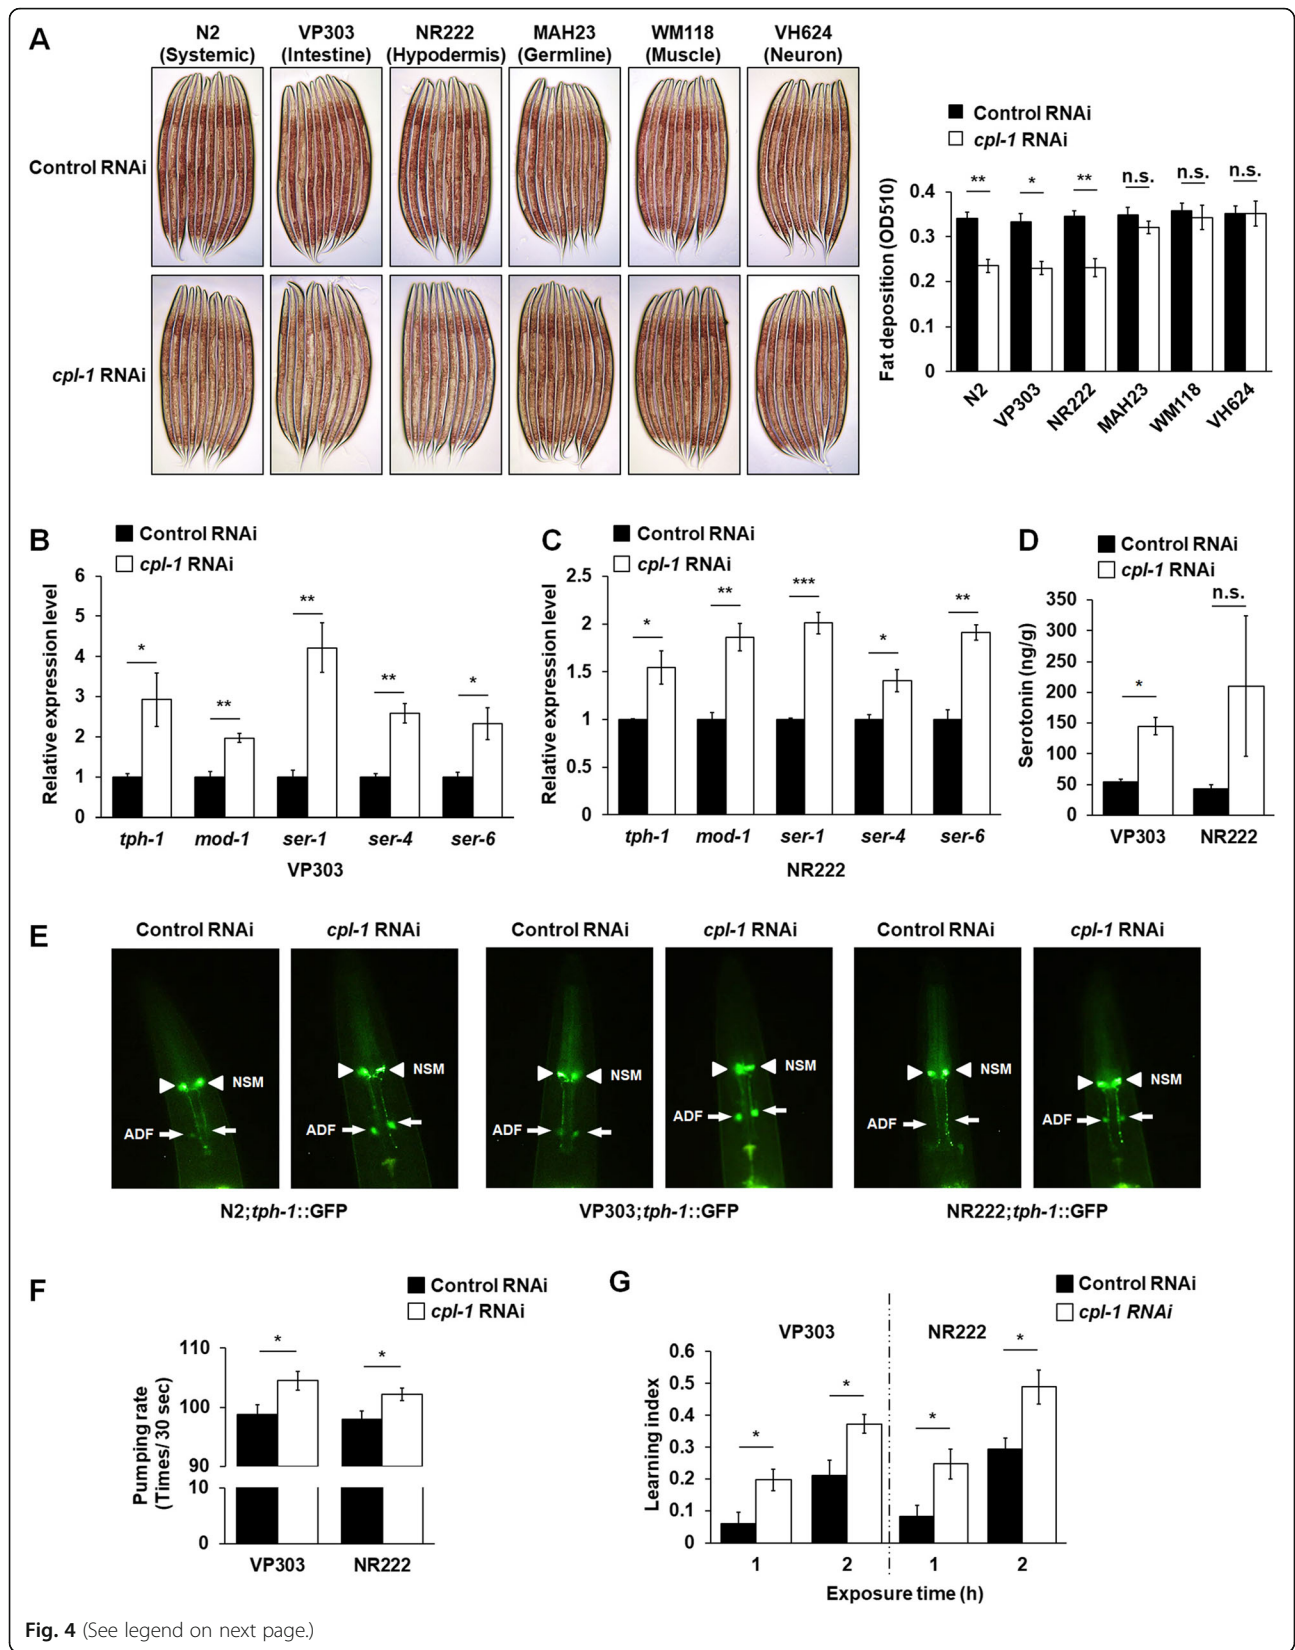 A
N2
(Systemic)
VP303
(Intestine)
NR222
(Hypodermis)
MAH23
(Germline)
WM118
(Muscle)
VH624
(Neuron)
Control RNAi
cpl-1 RNAi
Control RNAi
cpl-1 RNAi
** * ** n.s. n.s. n.s.
Fat deposition (OD510)
0.4
0.3
0.2
0.1
0
N2 VP303 NR222 MAH23 WM118 VH624
B
Control RNAi
cpl-1 RNAi
Relative expression level
6
5
4
3
2
1
0
* ** ** ** *
tph-1 mod-1 ser-1 ser-4 ser-6
VP303
C
Control RNAi
cpl-1 RNAi
Relative expression level
2.5
2
1.5
1
0.5
0
* ** *** * **
tph-1 mod-1 ser-1 ser-4 ser-6
NR222
D
Control RNAi
cpl-1 RNAi
Serotonin (ng/g)
350
300
250
200
150
100
50
0
* n.s.
VP303 NR222
E
Control RNAi cpl-1 RNAi Control RNAi cpl-1 RNAi Control RNAi cpl-1 RNAi
NSM NSM NSM NSM NSM NSM
ADF ADF ADF ADF ADF ADF
N2;tph-1::GFP VP303;tph-1::GFP NR222;tph-1::GFP
F
Control RNAi
cpl-1 RNAi
Pumping rate
(Times/ 30 sec)
110
100
90
10
0
* *
VP303 NR222
G
Control RNAi
cpl-1 RNAi
VP303 NR222
Learning index
0.6
0.5
0.4
0.3
0.2
0.1
0
* * * *
1 2 1 2
Exposure time (h)
Fig. 4 (See legend on next page.)